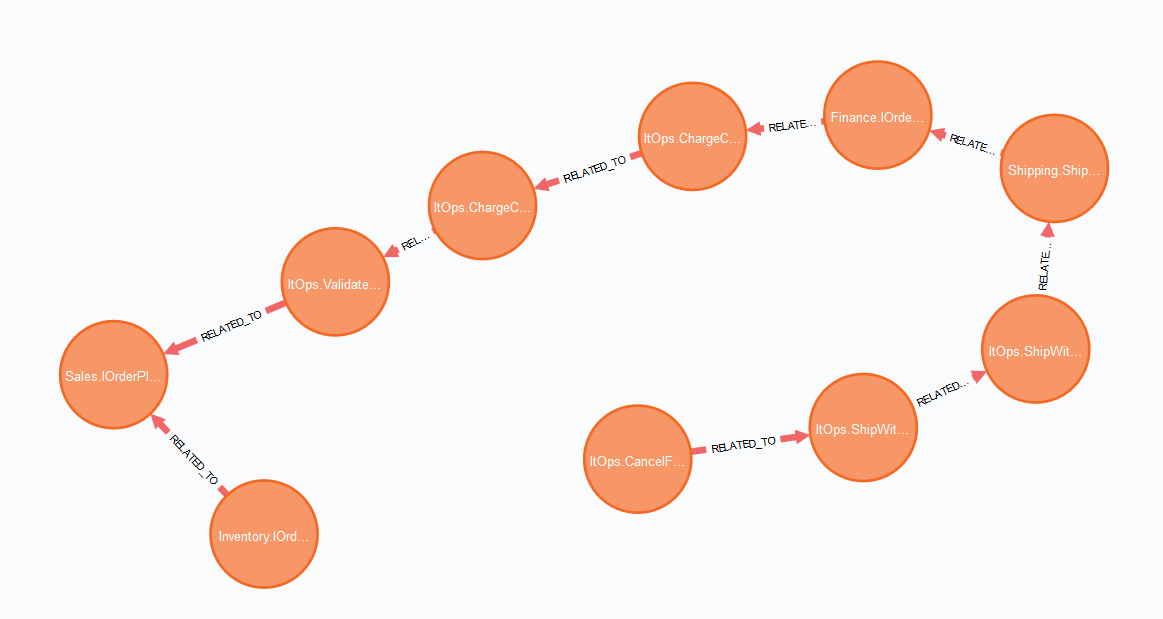 Finance.IOrde...
RELATE...
ItOps.ChargeC...
RELATE...
Shipping.Ship...
RELATED_TO
ItOps.ChargeC...
REL...
RELATE...
ItOps.Validate...
RELATED_TO
ItOps.ShipWit...
Sales.IOrderPl...
RELATED...
ItOps.ShipWit...
RELATED_TO
ItOps.CancelF...
RELATED_TO
Inventory.IOrd...